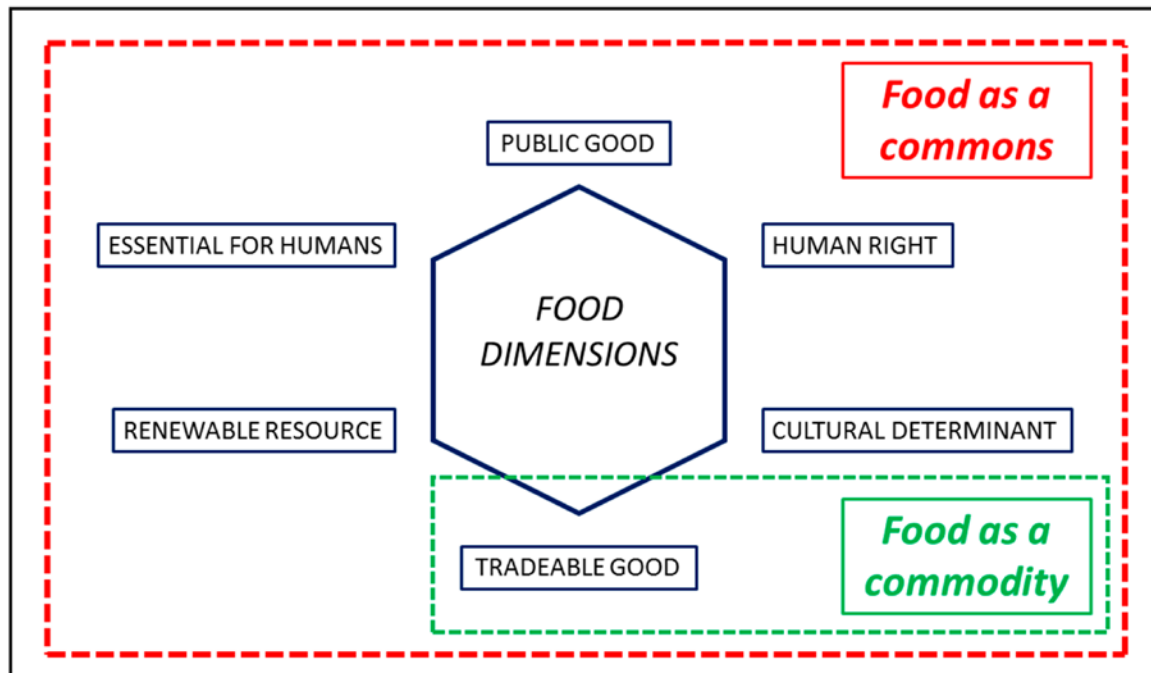 Food as a
commons
PUBLIC GOOD
ESSENTIAL FOR HUMANS
HUMAN RIGHT
FOOD
DIMENSIONS
RENEWABLE RESOURCE
CULTURAL DETERMINANT
Food as a
commodity
TRADEABLE GOOD